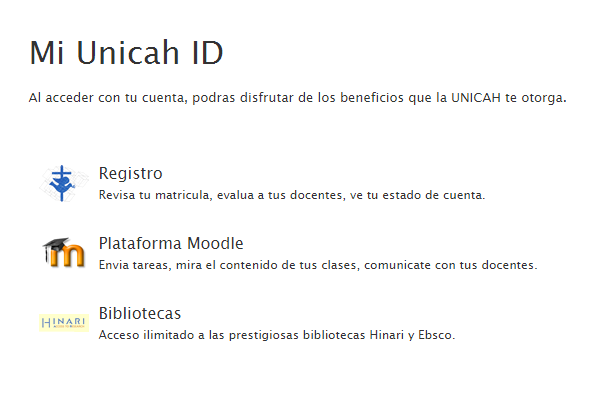 Mi Unicah ID
Al acceder con tu cuenta, podras disfrutar de los beneficios que la UNICAH te otorga.
Registro
Revisa tu matricula, evalua a tus docentes, ve tu estado de cuenta.
m
Plataforma Moodle
Envia tareas, mira el contenido de tus clases, comunicate con tus docentes.
HINARI
Bibliotecas
Acceso ilimitado a las prestigiosas bibliotecas Hinari y Ebsco.